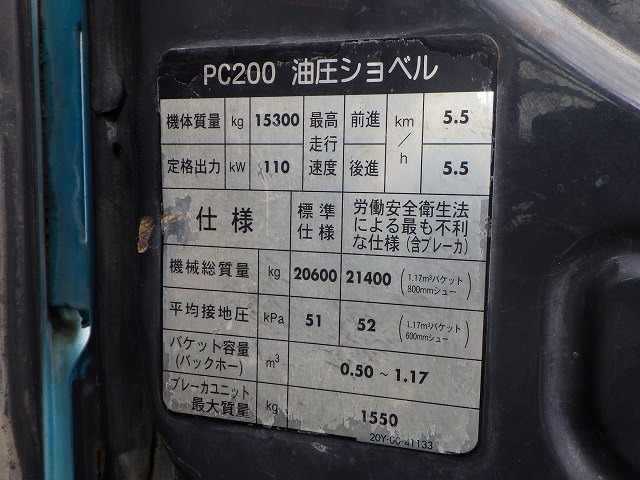 PC200 油圧ショベル
機体質量 kg 15300 最高走行速度 前進 km/h 5.5
定格出力 kW 110 後進 5.5
仕様 標準仕様 労働安全衛生法による最も不利な仕様(含ブレーカ)
機械総質量 kg 20600 21400 (1.17m³バケット 800mmシュー)
平均接地圧 kPa 51 52 (1.17m³バケット 600mmシュー)
バケット容量(バックホー) m³ 0.50 ~ 1.17
ブレーカユニット最大質量 kg 1550
20Y-00-41133